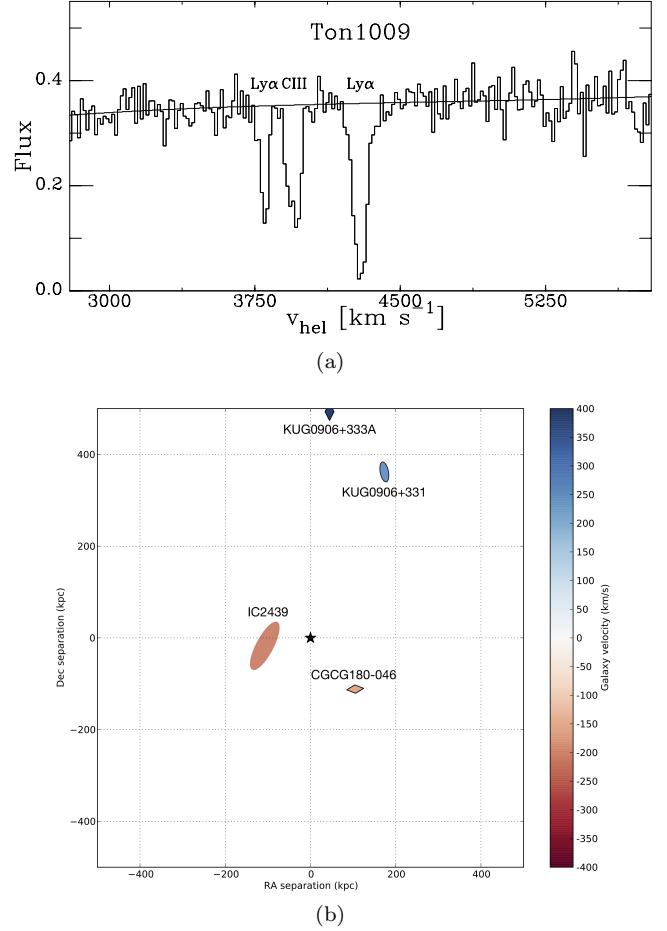 Ton1009
Lyα CIII Lyα
0.4
0.2
0.0
Flux
3000 3750 4500 5250
v_hel [km s⁻¹]
(a)
KUG0906+333A
KUG0906+331
IC2439
CGCG180-046
400
200
0
−200
−400
Dec separation (kpc)
−400 −200 0 200 400
RA separation (kpc)
400
350
300
250
200
150
100
50
0
-50
-100
-150
-200
-250
-300
-350
-400
Galaxy velocity (km/s)
(b)